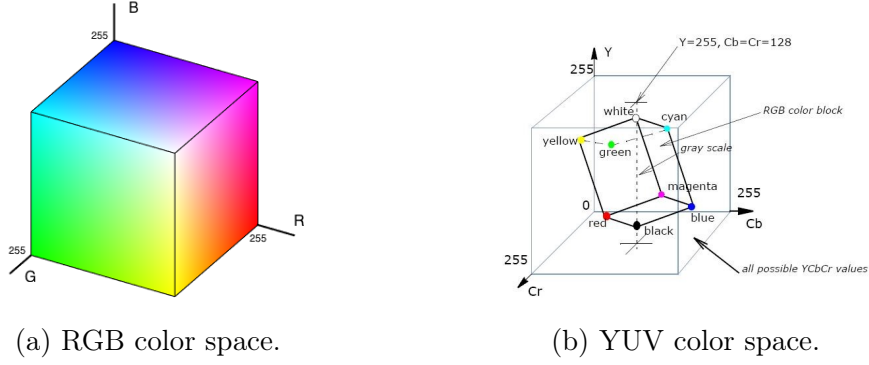 B
255
R
255
255
G
(a) RGB color space.
Y
Y=255, Cb=Cr=128
255
white
cyan
RGB color block
yellow
green
gray scale
magenta
255
0
red
blue
Cb
black
255
all possible YCbCr values
Cr
(b) YUV color space.